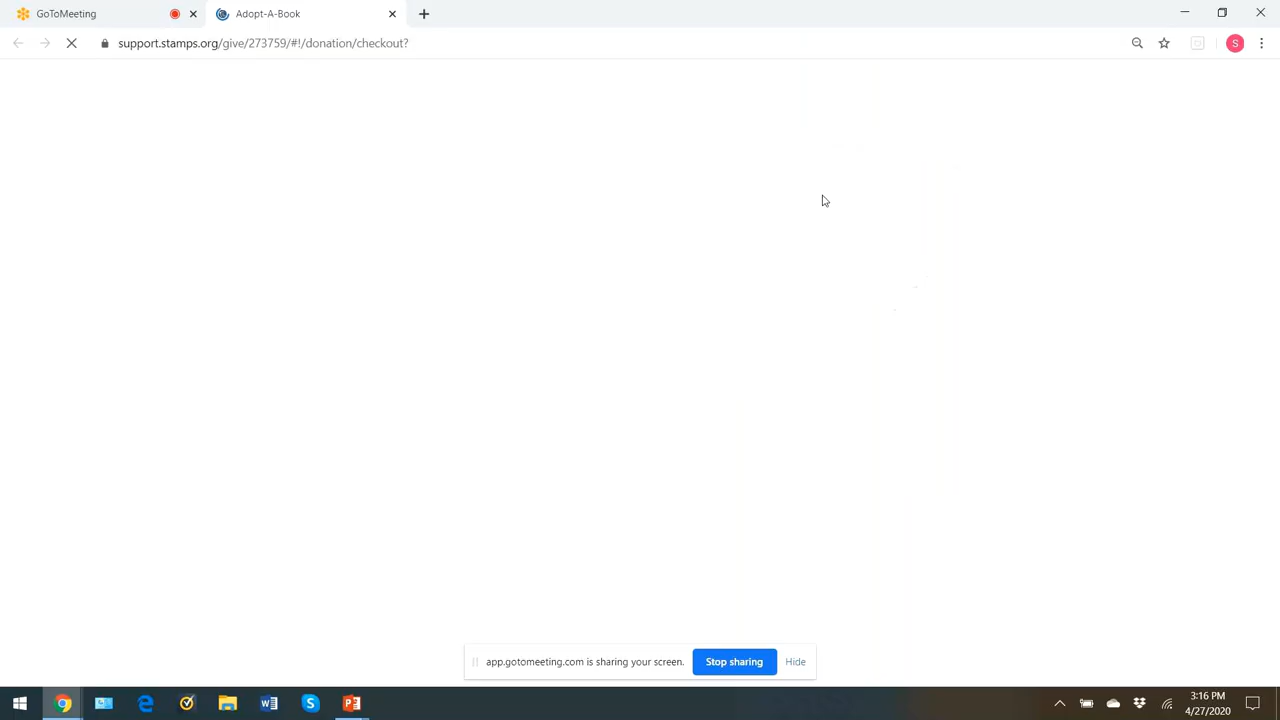 GoToMeeting
Adopt-A-Book
support.stamps.org/give/273759/#!/donation/checkout?
S
app.gotomeeting.com is sharing your screen.
Stop sharing
Hide
3:16 PM
4/27/2020